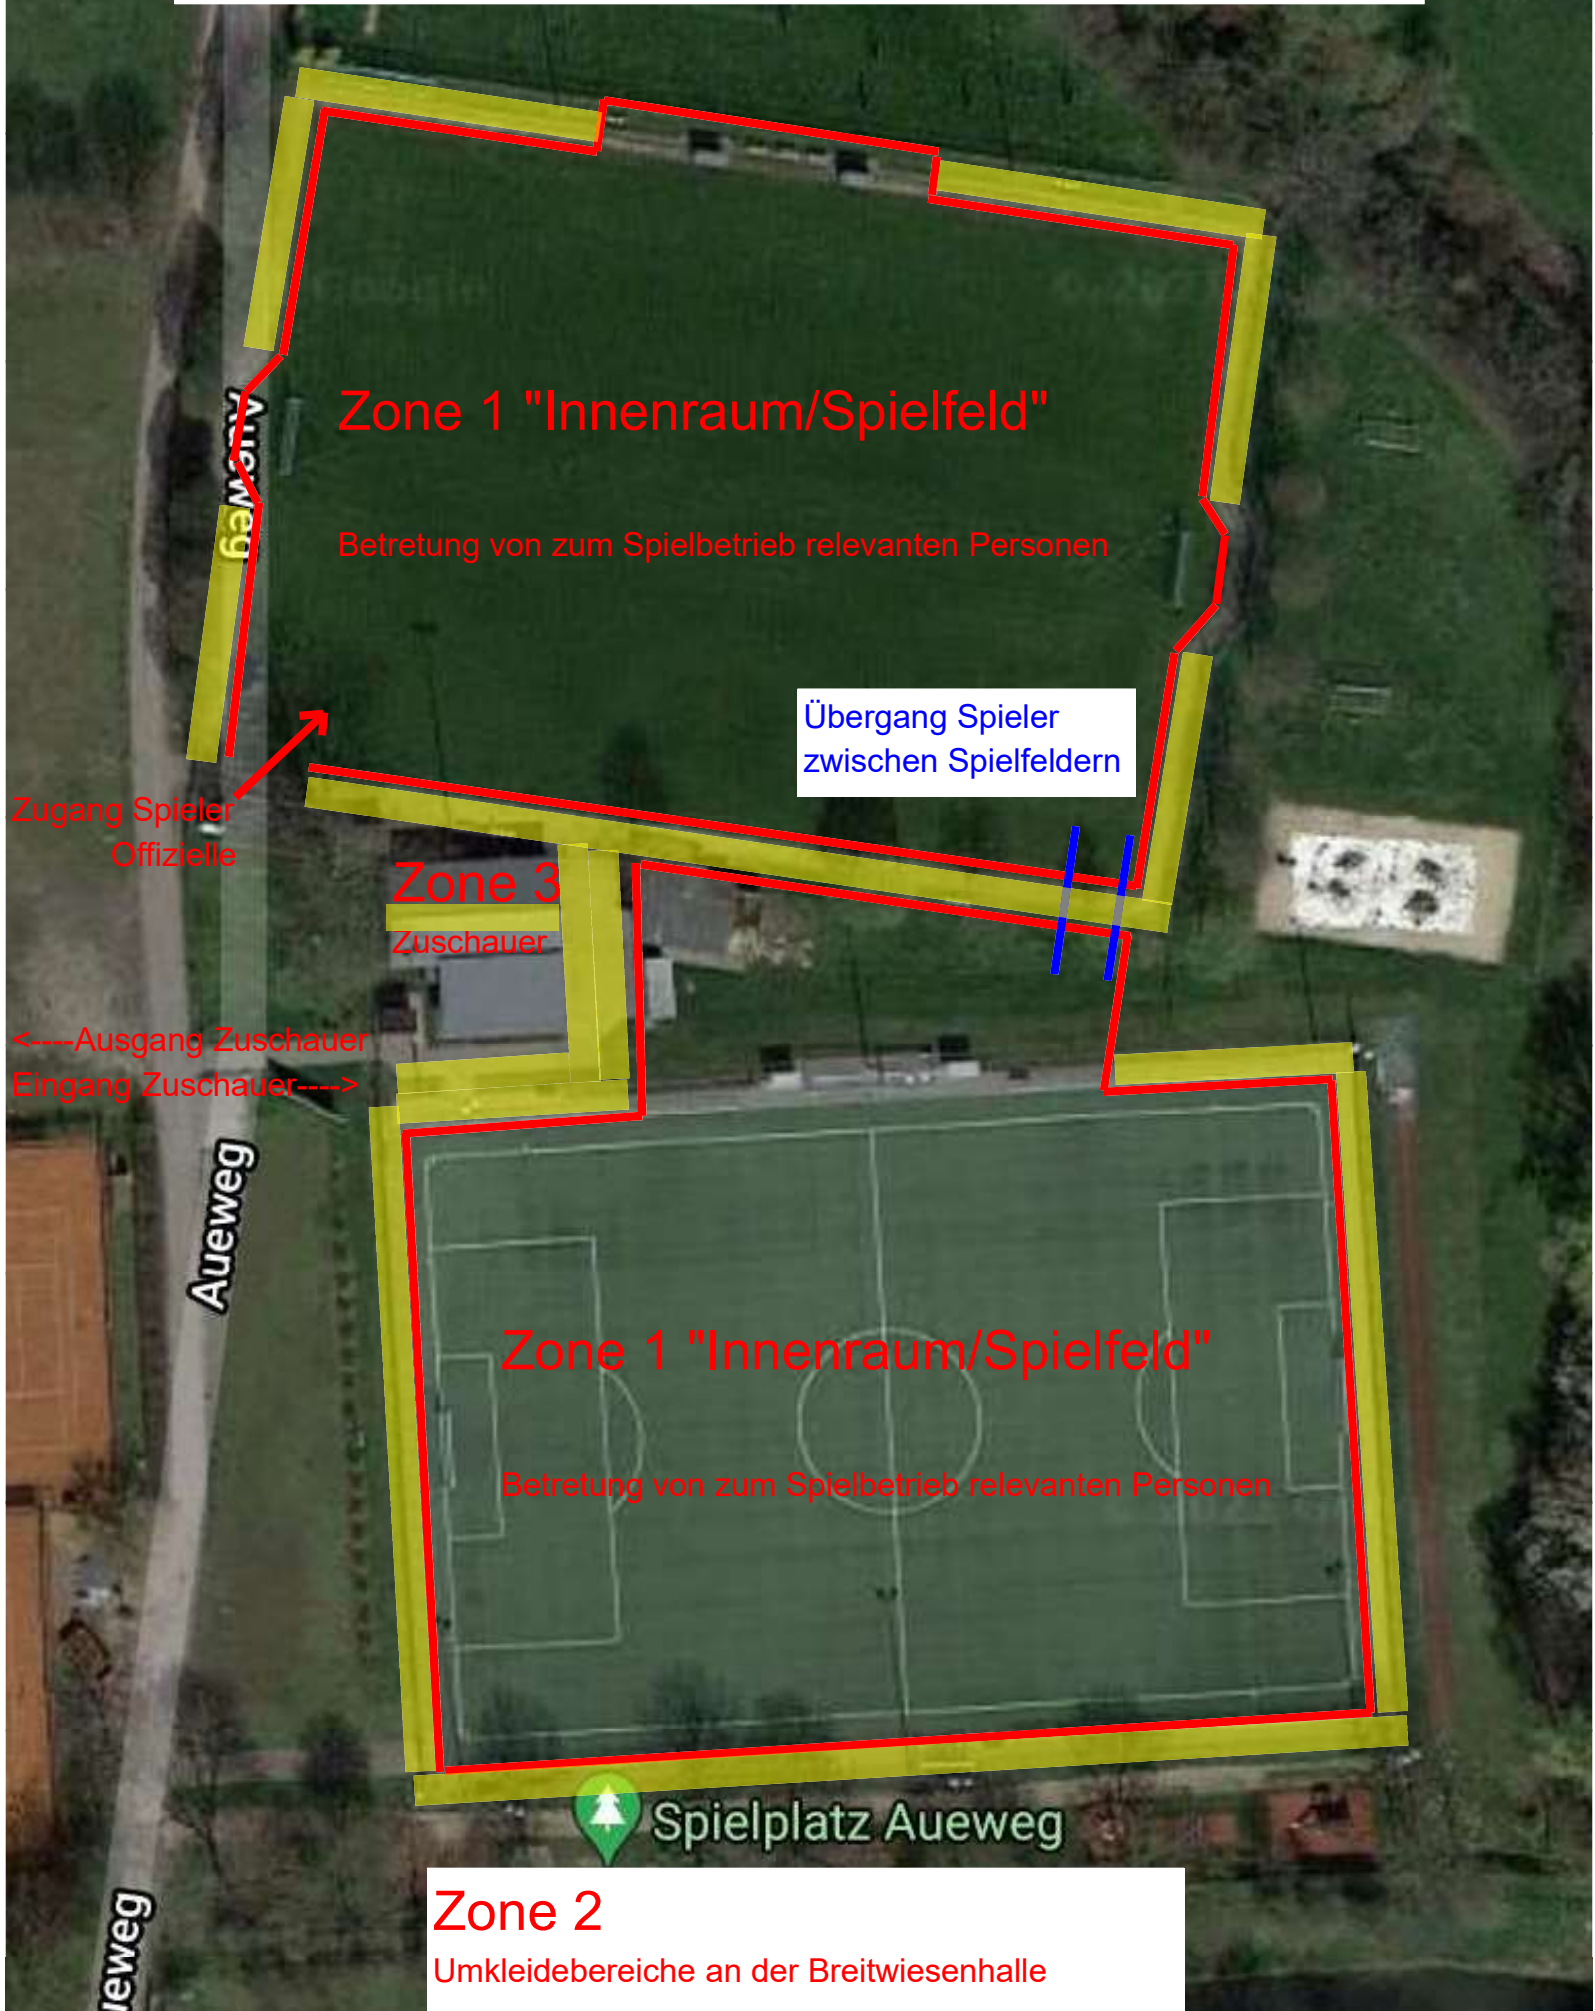 Aueweg
Zone 1 "Innenraum/Spielfeld"
Betretung von zum Spielbetrieb relevanten Personen
Übergang Spieler
zwischen Spielfeldern
Zugang Spieler
Offizielle
Zone 3
Zuschauer
<----Ausgang Zuschauer
Eingang Zuschauer---->
Aueweg
Zone 1 "Innenraum/Spielfeld"
Betretung von zum Spielbetrieb relevanten Personen
Spielplatz Aueweg
Zone 2
Umkleidebereiche an der Breitwiesenhalle
ueweg